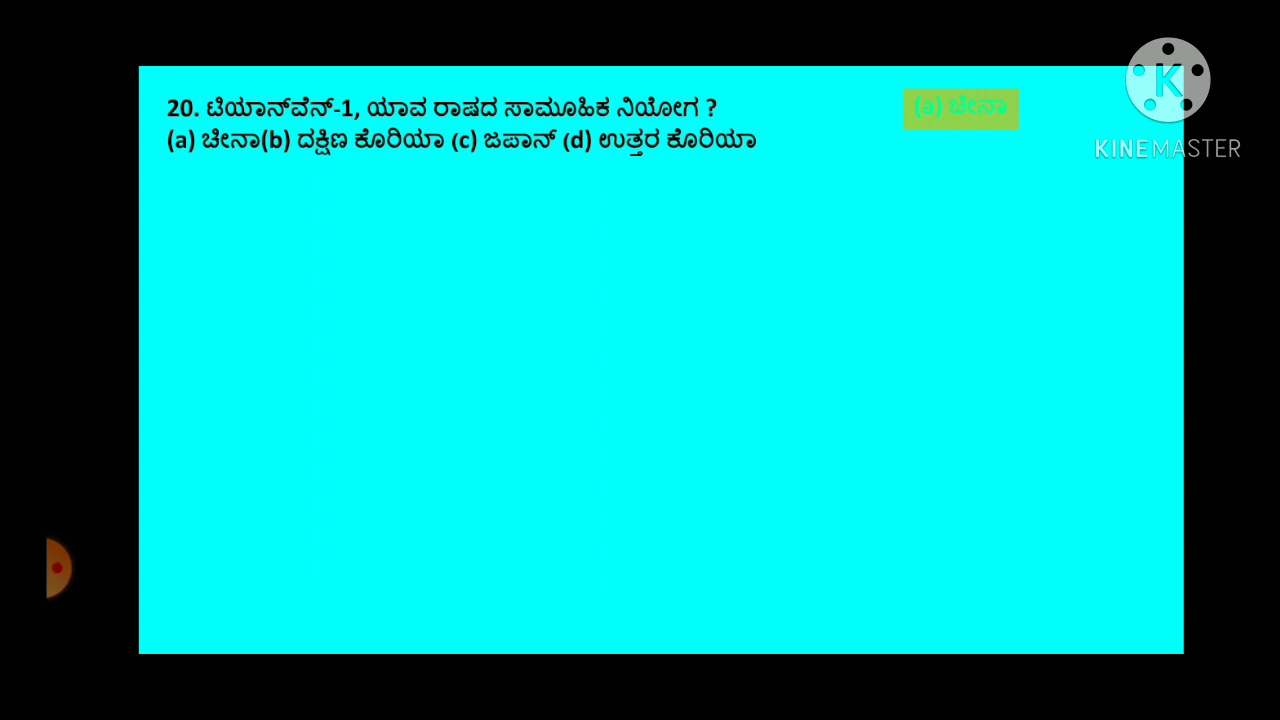 20. ಟಿಯಾನ್‌ವೆನ್-1, ಯಾವ ರಾಷದ ಸಾಮೂಹಿಕ ನಿಯೋಗ ?
(a) ಚೀನಾ
(a) ಚೀನಾ(b) ದಕ್ಷಿಣ ಕೊರಿಯಾ (c) ಜಪಾನ್ (d) ಉತ್ತರ ಕೊರಿಯಾ
K
KINEMASTER